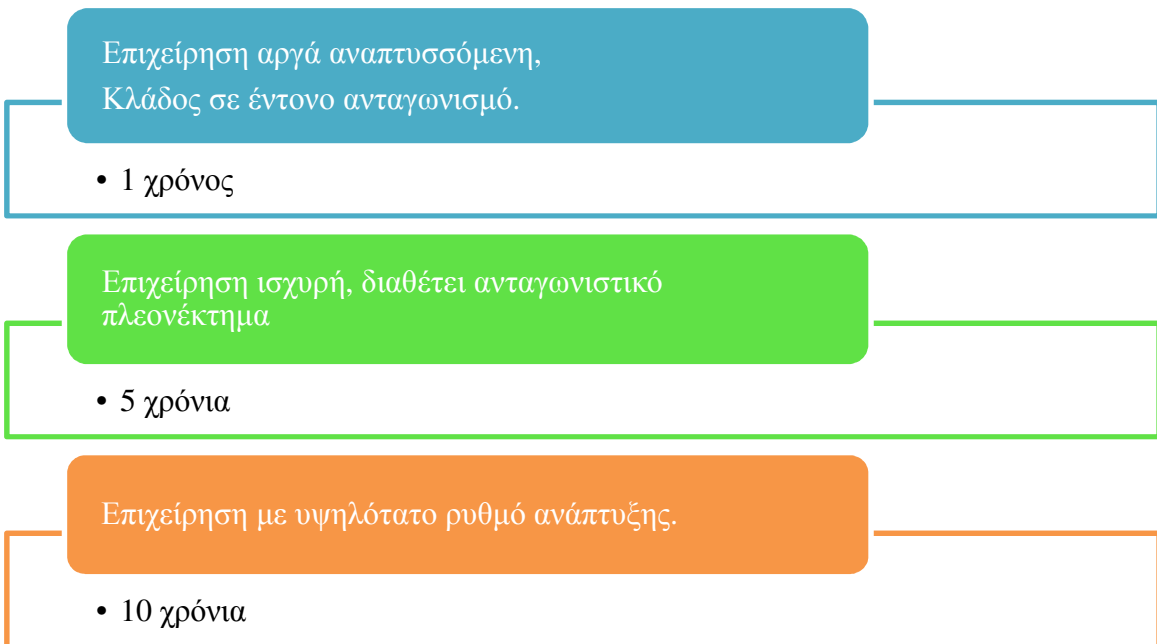 Επιχείρηση αργά αναπτυσσόμενη,
Κλάδος σε έντονο ανταγωνισμό.
• 1 χρόνος
Επιχείρηση ισχυρή, διαθέτει ανταγωνιστικό
πλεονέκτημα
• 5 χρόνια
Επιχείρηση με υψηλότατο ρυθμό ανάπτυξης.
• 10 χρόνια